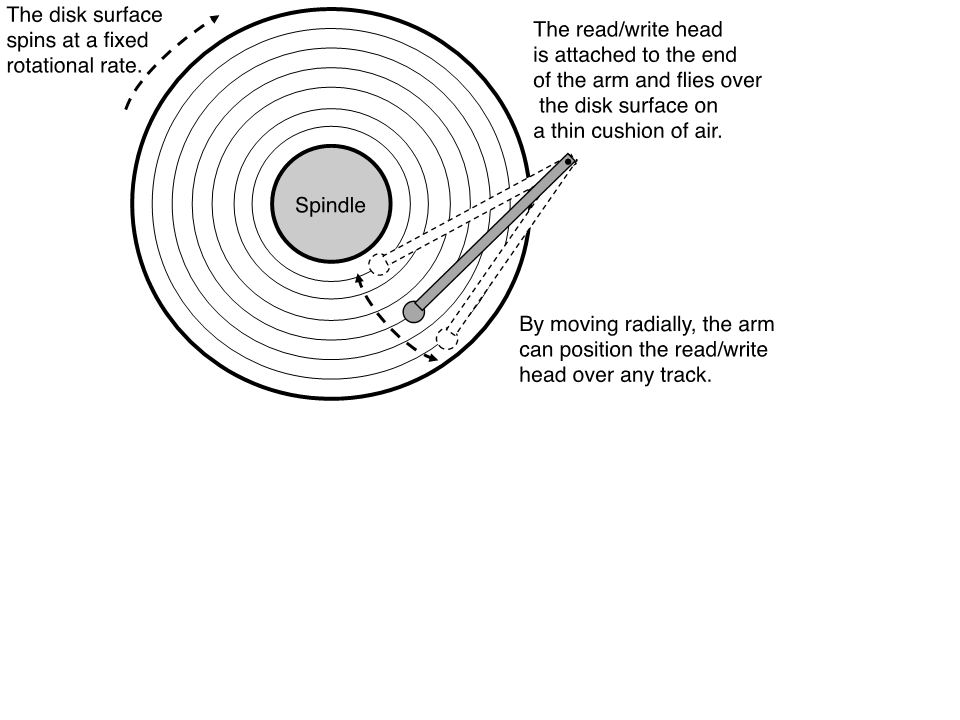 The disk surface
spins at a fixed
rotational rate.
The read/write head
is attached to the end
of the arm and flies over
the disk surface on
a thin cushion of air.
Spindle
By moving radially, the arm
can position the read/write
head over any track.